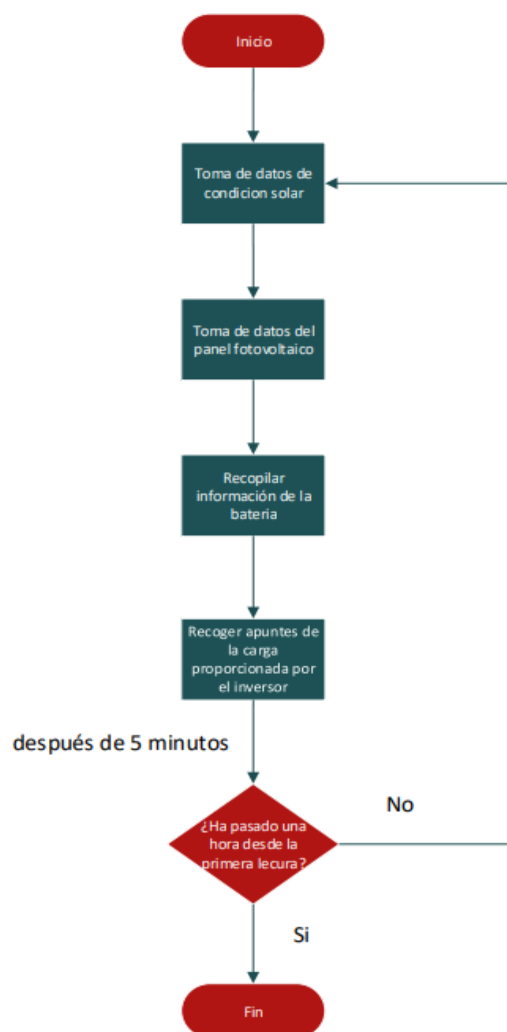 Inicio
Toma de datos de
condicion solar
Toma de datos del
panel fotovoltaico
Recopilar
información de la
bateria
Recoger apuntes de
la carga
proporcionada por
el inversor
después de 5 minutos
¿Ha pasado una
hora desde la
primera lecura?
No
Si
Fin